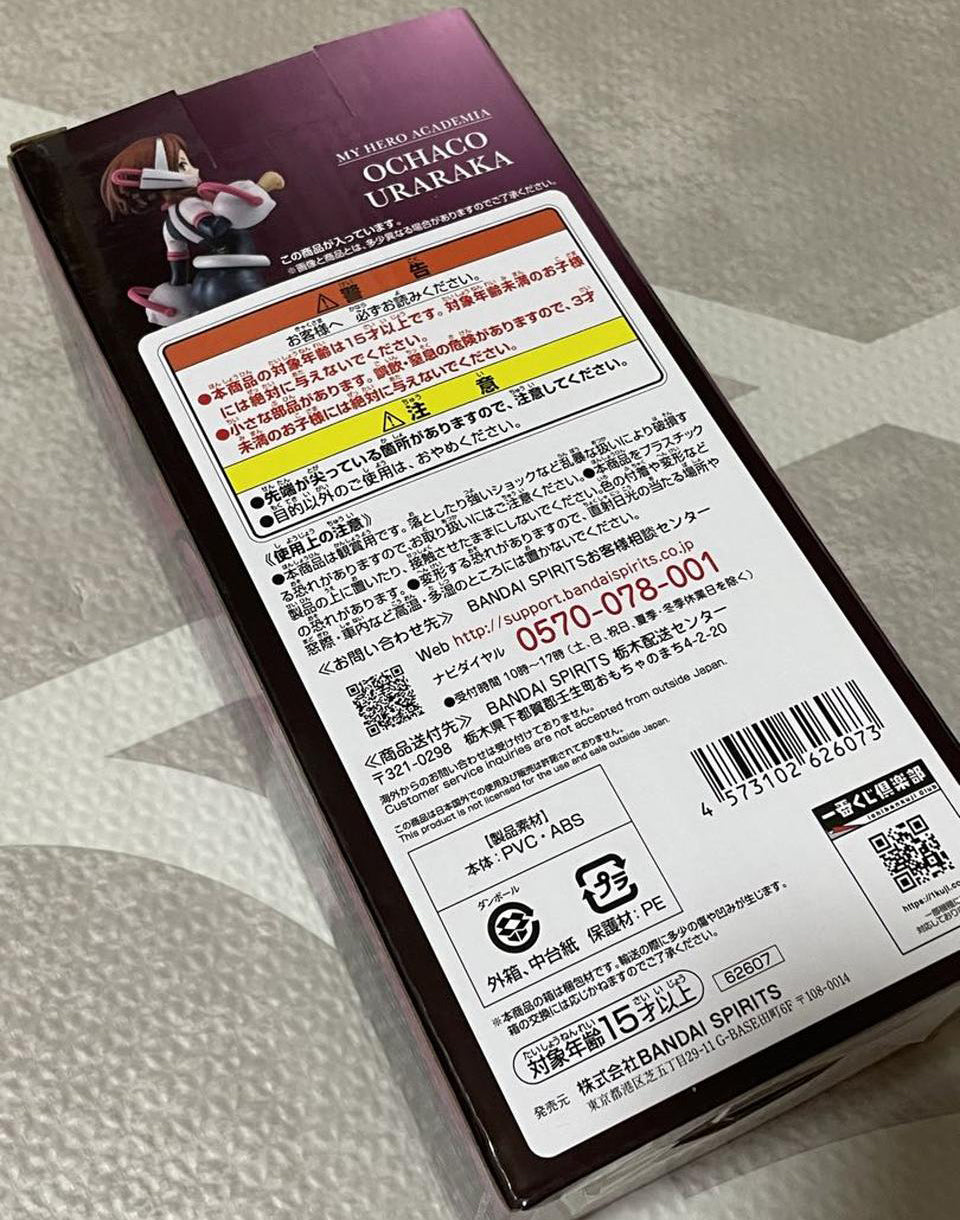 MY HERO ACADEMIA
OCHACO
URARAKA
この商品が入っています。
※画像と商品とは、多少異なる場合がありますのでご了承ください。
警告
お客様へ 必ずお読みください。
●本商品の対象年齢は15才以上です。対象年齢未満のお子様
には絶対に与えないでください。
●小さな部品があります。誤飲・窒息の危険がありますので、3才
未満のお子様には絶対に与えないでください。
注意
●先端が尖っている箇所がありますので、注意してください。
●目的以外のご使用は、おやめください。
《使用上の注意》
●本商品は観賞用です。落としたり強いショックなど乱暴な扱いにより破損す
る恐れがありますので、お取り扱いにはご注意ください。●本商品をプラスチック
製品の上に置いたり、接触させたままにしないでください。色の付着や変形など
の恐れがあります。●変形する恐れがありますので、直射日光の当たる場所や
窓際・車内など高温・多湿のところには置かないでください。
《お問い合わせ先》 BANDAI SPIRITSお客様相談センター
Web http://support.bandaispirits.co.jp
ナビダイヤル 0570-078-001
●受付時間 10時～17時（土、日、祝日、夏季・冬季休業日を除く）
《商品送付先》 BANDAI SPIRITS 栃木配送センター
〒321-0298 栃木県下都賀郡壬生町おもちゃのまち4-2-20
海外からのお問い合わせは受け付けておりません。
Customer service inquiries are not accepted from outside Japan.
この商品は日本国外での使用及び販売は許諾されておりません。
This product is not licensed for the use and sale outside Japan.
4 573102 626073
【製品素材】
本体：PVC・ABS
ダンボール
プラ
外箱、中台紙
保護材：PE
一番くじ倶楽部
Ichibankuji Club
https://1kuji.co
※本商品の箱は梱包材です。輸送の際に多少の傷や凹みが生じます。
箱の交換には応じかねますのでご了承ください。
対象年齢15才以上
62607
発売元 株式会社BANDAI SPIRITS
東京都港区芝五丁目29-11 G-BASE田町6F 〒108-0014